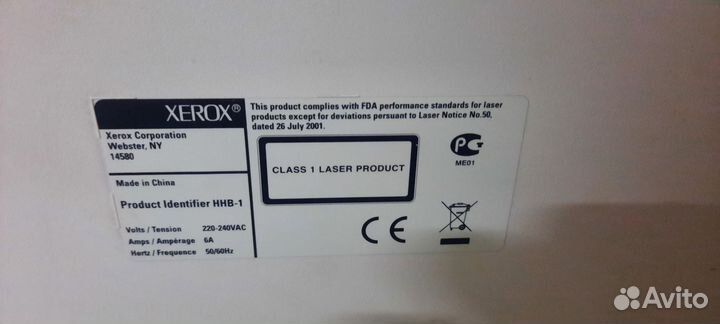 XEROX®
Xerox Corporation
Webster, NY
14580
Made in China
Product Identifier HHB-1
Volts / Tension 220-240VAC
Amps / Ampérage 6A
Hertz / Frequence 50/60Hz
This product complies with FDA performance standards for laser
products except for deviations pursuant to Laser Notice No.50,
dated 26 July 2001.
CLASS 1 LASER PRODUCT
РС
ME01
CE
Avito